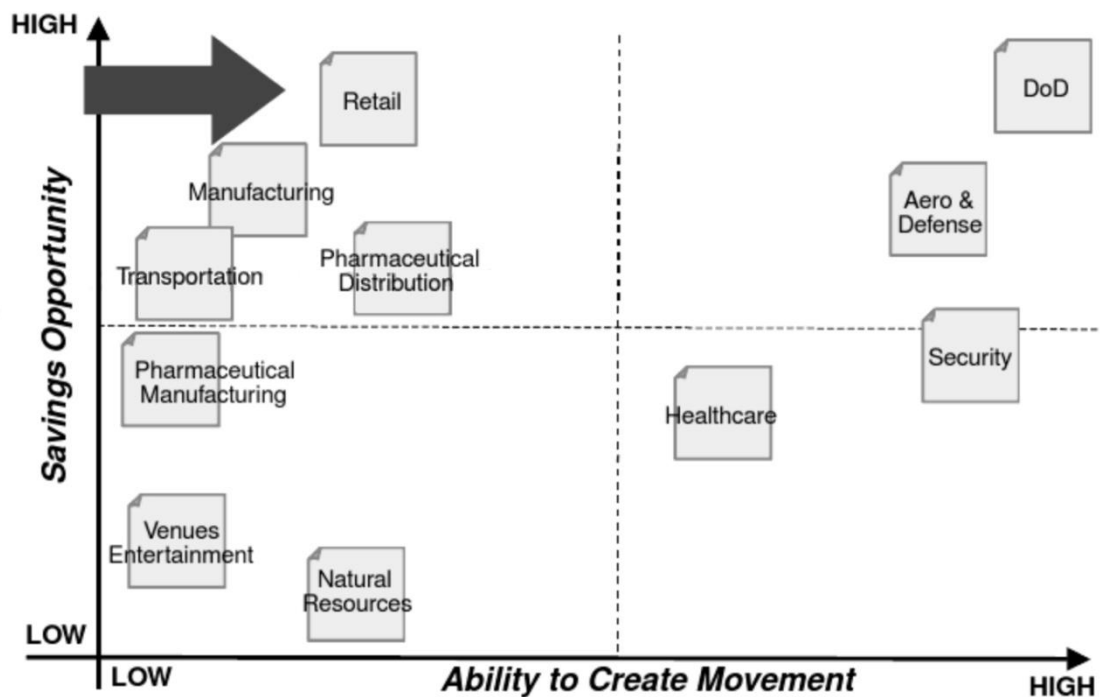 HIGH
Retail
DoD
Manufacturing
Aero &
Defense
Transportation
Pharmaceutical
Distribution
Savings Opportunity
Pharmaceutical
Manufacturing
Security
Healthcare
Venues
Entertainment
Natural
Resources
LOW
LOW
Ability to Create Movement
HIGH